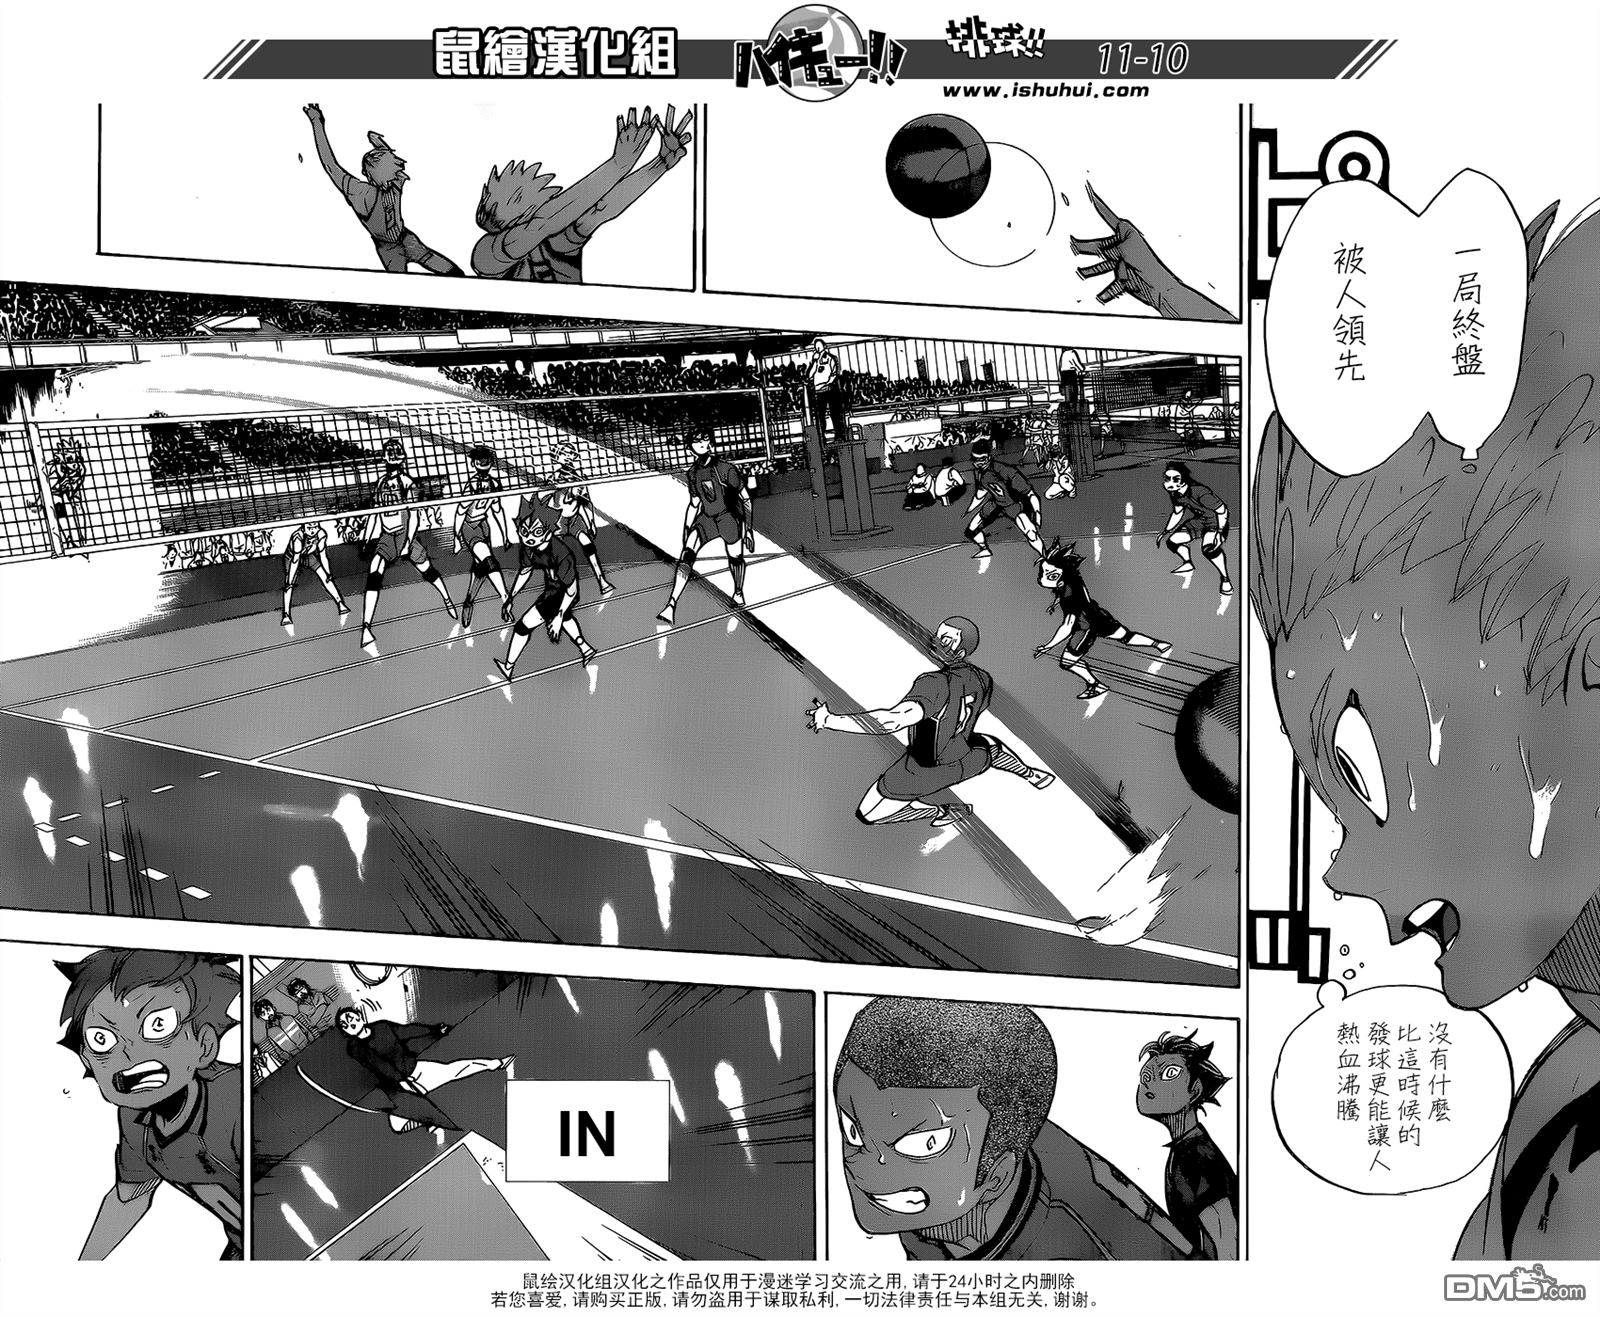 鼠繪漢化組
ハイキュー!!
排球!!
11-10
www.ishuhui.com
一局終盤
被人領先
沒有什麼
比這時候的
發球更能讓人
熱血沸騰
IN
鼠绘汉化组汉化之作品仅用于漫迷学习交流之用,请于24小时之内删除
若您喜爱,请购买正版,请勿盗用于谋取私利,一切法律责任与本组无关,谢谢。
DM5.com